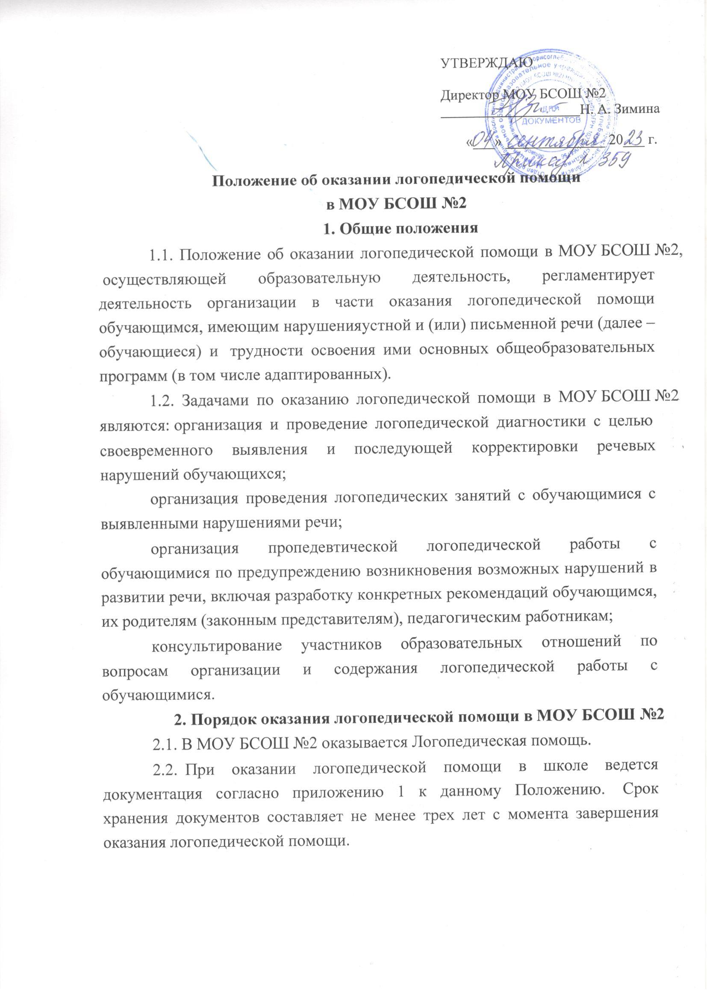 УТВЕРЖДАЮ
Директор МОУ БСОШ №2
Н. А. Зимина
ДЛЯ
ДОКУМЕНТОВ
«04» сентября 2023 г.
Приказ № 359
Положение об оказании логопедической помощи
в МОУ БСОШ №2
1. Общие положения
1.1. Положение об оказании логопедической помощи в МОУ БСОШ №2,
осуществляющей образовательную деятельность, регламентирует
деятельность организации в части оказания логопедической помощи
обучающимся, имеющим нарушенияустной и (или) письменной речи (далее –
обучающиеся) и трудности освоения ими основных общеобразовательных
программ (в том числе адаптированных).
1.2. Задачами по оказанию логопедической помощи в МОУ БСОШ №2
являются: организация и проведение логопедической диагностики с целью
своевременного выявления и последующей корректировки речевых
нарушений обучающихся;
организация проведения логопедических занятий с обучающимися с
выявленными нарушениями речи;
организация пропедевтической логопедической работы с
обучающимися по предупреждению возникновения возможных нарушений в
развитии речи, включая разработку конкретных рекомендаций обучающимся,
их родителям (законным представителям), педагогическим работникам;
консультирование участников образовательных отношений по
вопросам организации и содержания логопедической работы с
обучающимися.
2. Порядок оказания логопедической помощи в МОУ БСОШ №2
2.1. В МОУ БСОШ №2 оказывается Логопедическая помощь.
2.2. При оказании логопедической помощи в школе ведется
документация согласно приложению 1 к данному Положению. Срок
хранения документов составляет не менее трех лет с момента завершения
оказания логопедической помощи.